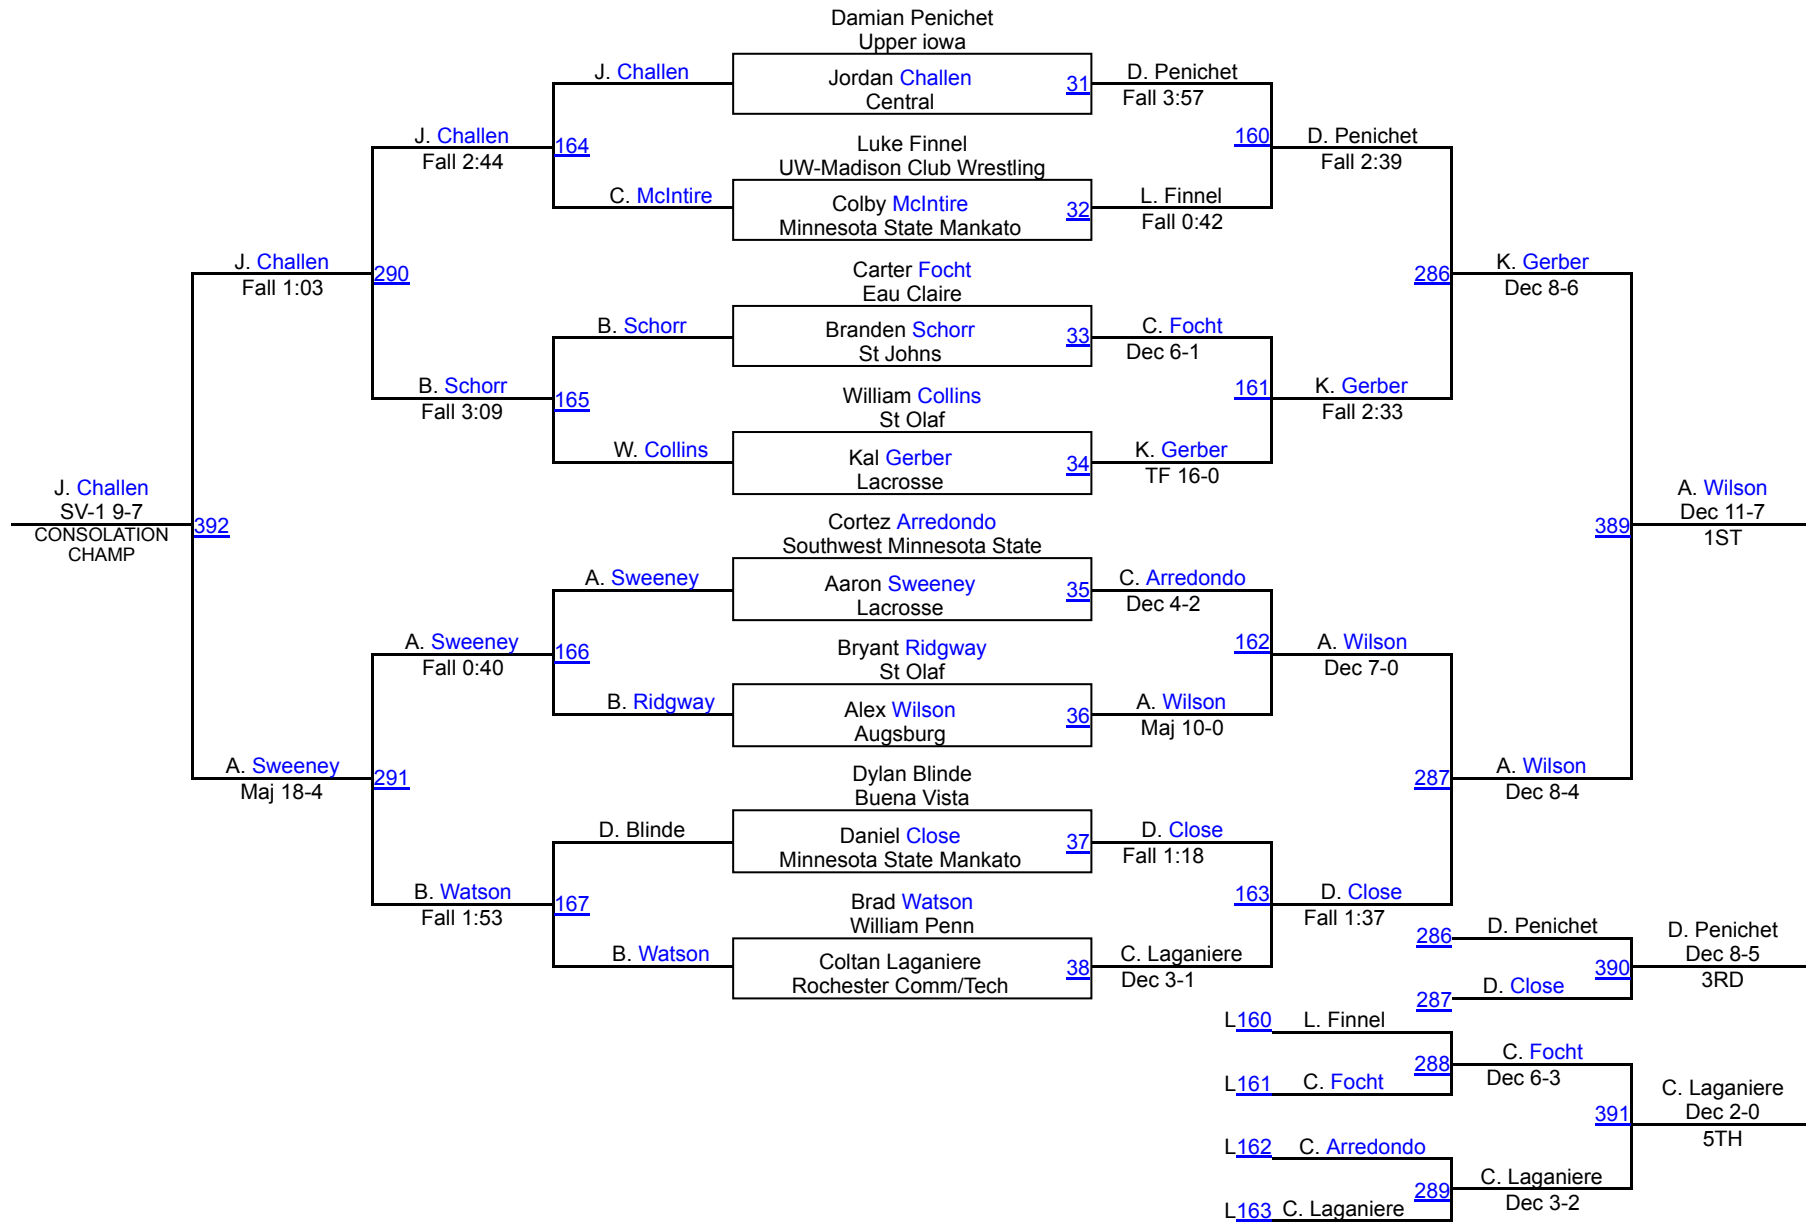 Damian Penichet
Upper iowa
J. Challen
Jordan Challen
Central
31
D. Penichet
Fall 3:57
J. Challen
Fall 2:44
164
Luke Finnel
UW-Madison Club Wrestling
160
D. Penichet
Fall 2:39
C. McIntire
Colby McIntire
Minnesota State Mankato
32
L. Finnel
Fall 0:42
J. Challen
Fall 1:03
290
Carter Focht
Eau Claire
286
K. Gerber
Dec 8-6
B. Schorr
Branden Schorr
St Johns
33
C. Focht
Dec 6-1
B. Schorr
Fall 3:09
165
William Collins
St Olaf
161
K. Gerber
Fall 2:33
W. Collins
Kal Gerber
Lacrosse
34
K. Gerber
TF 16-0
J. Challen
SV-1 9-7
CONSOLATION
CHAMP
392
Cortez Arredondo
Southwest Minnesota State
389
A. Wilson
Dec 11-7
1ST
A. Sweeney
Aaron Sweeney
Lacrosse
35
C. Arredondo
Dec 4-2
A. Sweeney
Fall 0:40
166
Bryant Ridgway
St Olaf
162
A. Wilson
Dec 7-0
B. Ridgway
Alex Wilson
Augsburg
36
A. Wilson
Maj 10-0
A. Sweeney
Maj 18-4
291
Dylan Blinde
Buena Vista
287
A. Wilson
Dec 8-4
D. Blinde
Daniel Close
Minnesota State Mankato
37
D. Close
Fall 1:18
B. Watson
Fall 1:53
167
Brad Watson
William Penn
163
D. Close
Fall 1:37
B. Watson
Coltan Laganiere
Rochester Comm/Tech
38
C. Laganiere
Dec 3-1
286
D. Penichet
390
D. Penichet
Dec 8-5
3RD
287
D. Close
L160
L. Finnel
288
C. Focht
Dec 6-3
L161
C. Focht
391
C. Laganiere
Dec 2-0
5TH
L162
C. Arredondo
289
C. Laganiere
Dec 3-2
L163
C. Laganiere